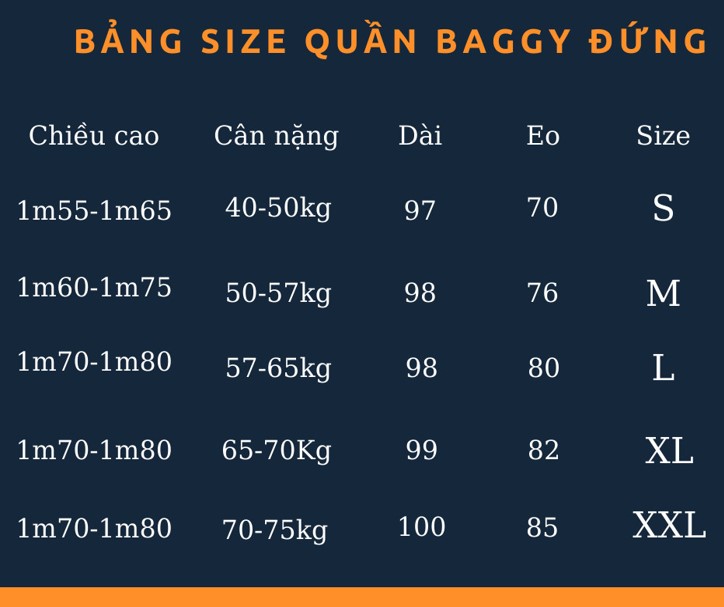 BẢNG SIZE QUẦN BAGGY ĐỨNG
Chiều cao Cân nặng Dài Eo Size
1m55-1m65 40-50kg 97 70 S
1m60-1m75 50-57kg 98 76 M
1m70-1m80 57-65kg 98 80 L
1m70-1m80 65-70Kg 99 82 XL
1m70-1m80 70-75kg 100 85 XXL